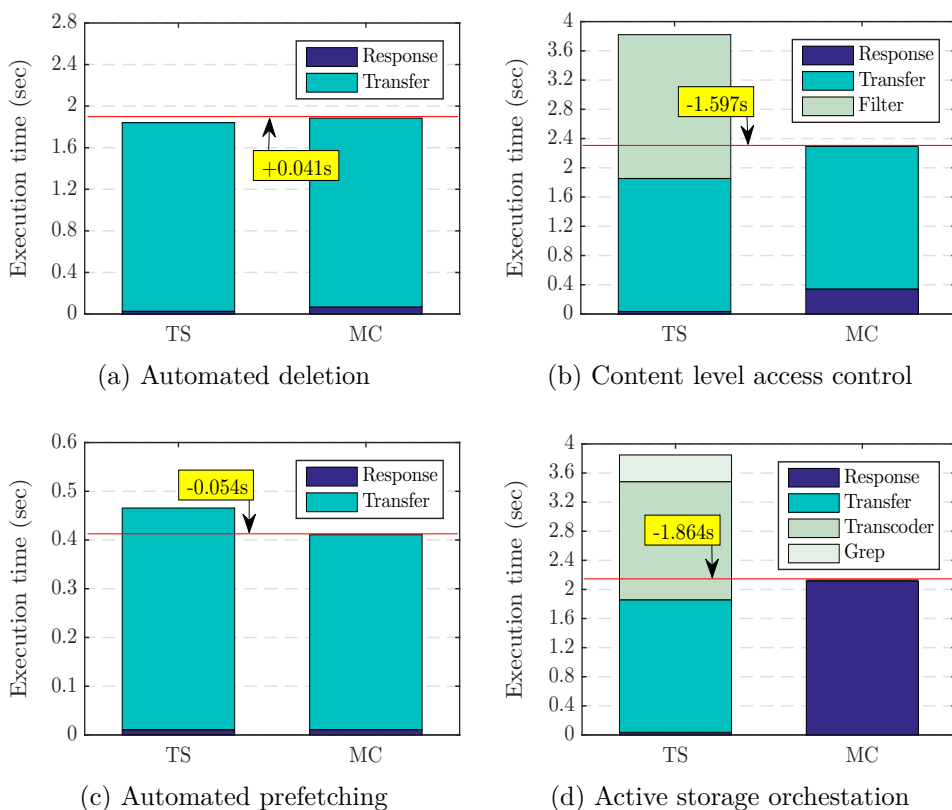 Execution time (sec)
2.8
2.4
2
1.6
1.2
0.8
0.4
0
Response
Transfer
+0.041s
TS
MC
(a) Automated deletion
Execution time (sec)
4
3.6
3.2
2.8
2.4
2
1.6
1.2
0.8
0.4
0
Response
Transfer
Filter
-1.597s
TS
MC
(b) Content level access control
Execution time (sec)
0.6
0.5
0.4
0.3
0.2
0.1
0
Response
Transfer
-0.054s
TS
MC
(c) Automated prefetching
Execution time (sec)
4
3.6
3.2
2.8
2.4
2
1.6
1.2
0.8
0.4
0
Response
Transfer
Transcoder
Grep
-1.864s
TS
MC
(d) Active storage orchestation